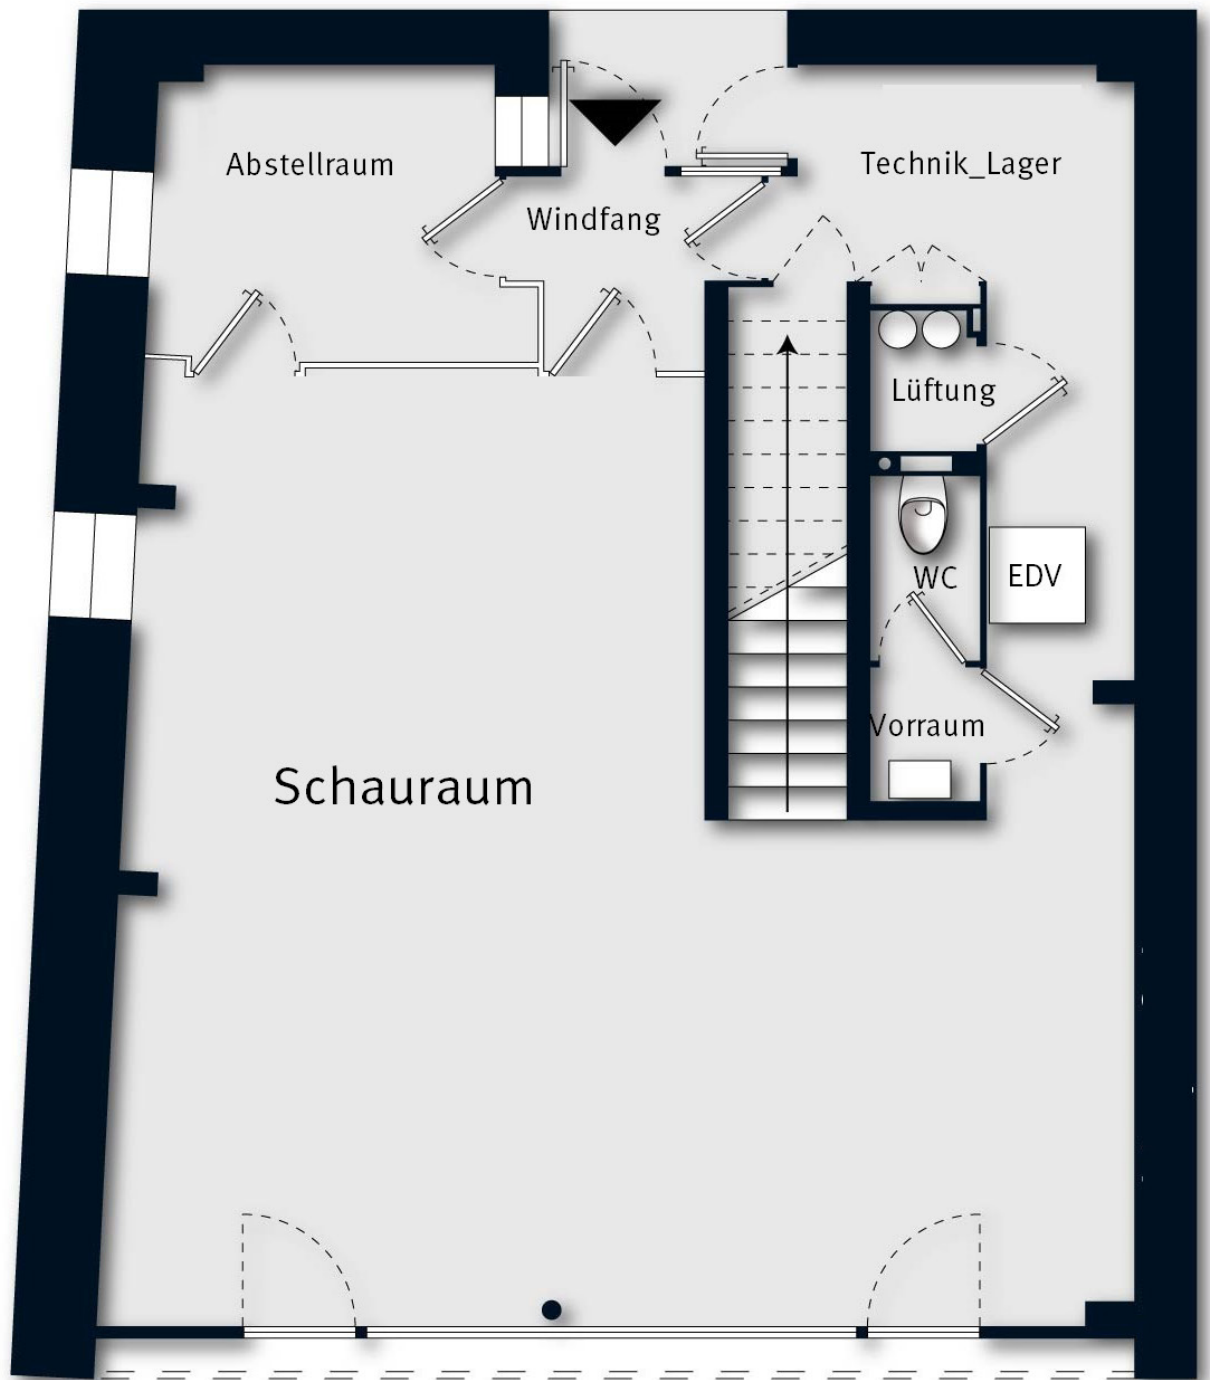 Abstellraum
Technik_Lager
Windfang
Lüftung
WC
EDV
Vorraum
Schauraum